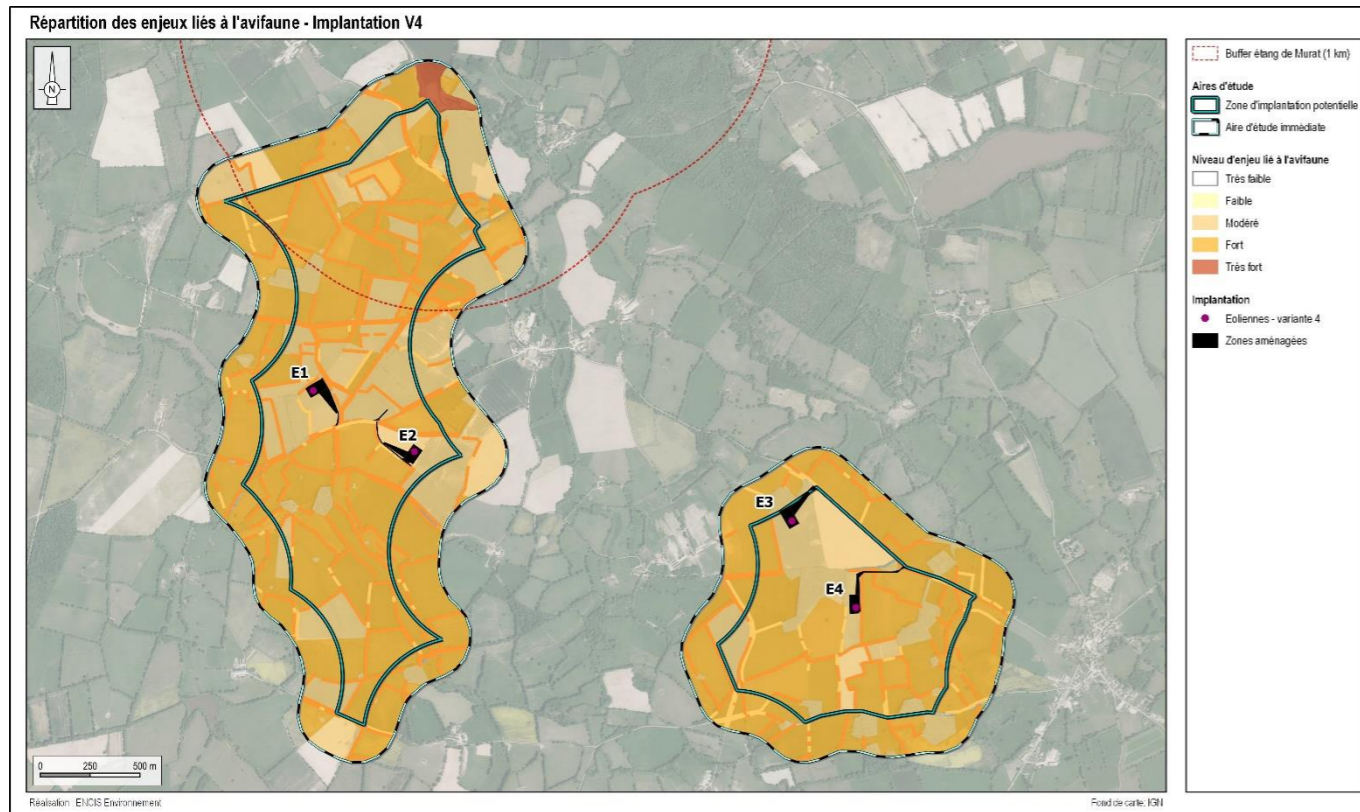 Répartition des enjeux liés à l'avifaune - Implantation V4
N
E1
E2
E3
E4
0 250 500 m
Réalisation : ENCIS Environnement
Fond de carte: IGN
Buffer étang de Murat (1 km)
Aires d'étude
Zone d'implantation potentielle
Aire d'étude immédiate
Niveau d'enjeu lié à l'avifaune
Très faible
Faible
Modéré
Fort
Très fort
Implantation
Eoliennes - variante 4
Zones aménagées